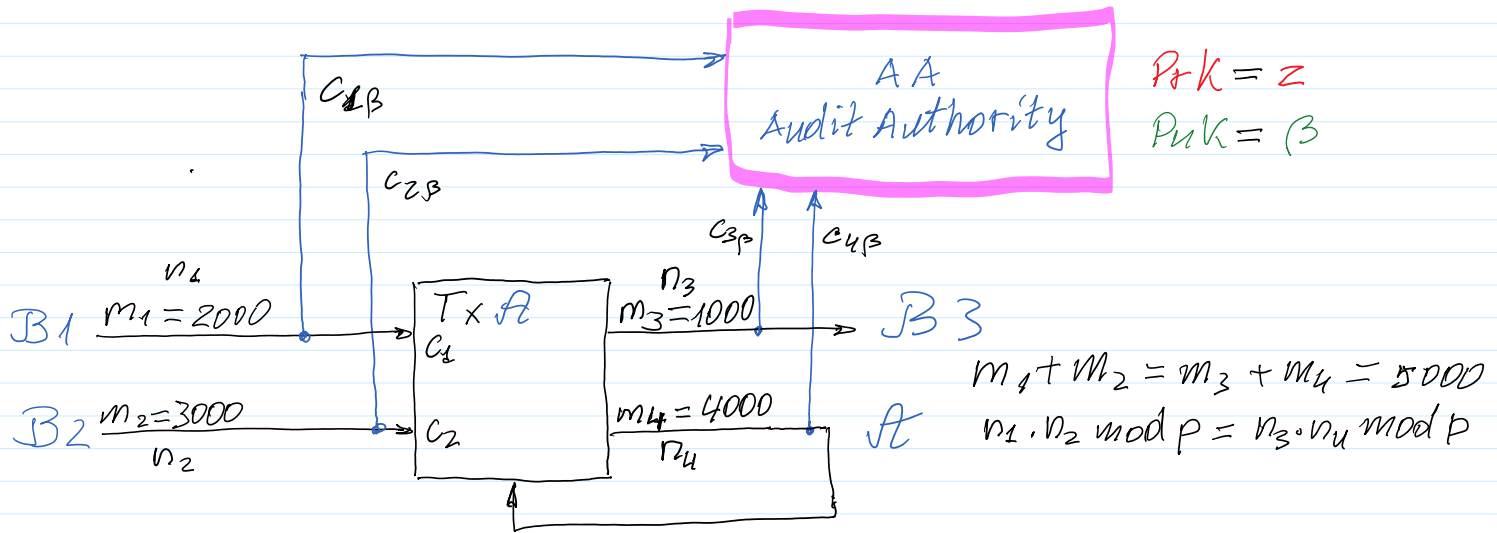 AA
Audit Authority
PrK = z
PuK = β
C1β
C2β
C3β
C4β
n1
B1 m1 = 2000
Tx A
C1
n3
m3=1000
B3
m1 + m2 = m3 + m4 = 5000
B2 m2=3000
n2
C2
m4 = 4000
n4
A
n1 · n2 mod p = n3 · n4 mod p